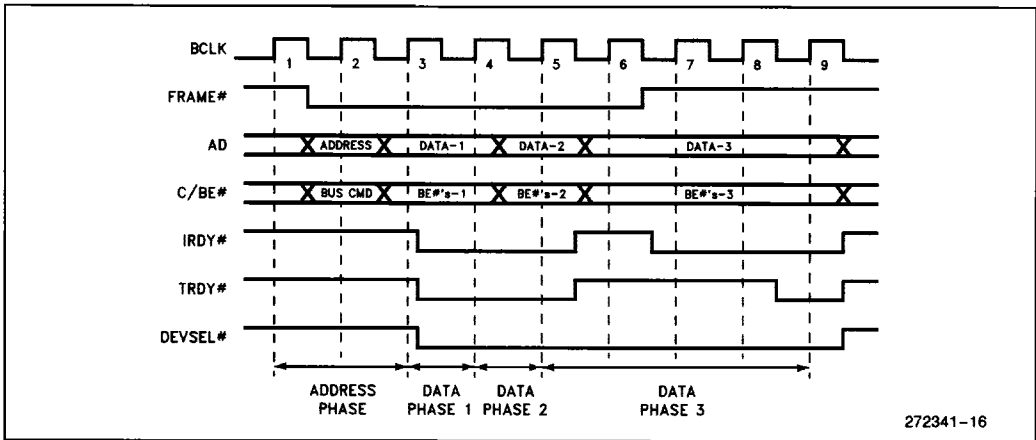 BCLK
1 2 3 4 5 6 7 8 9
FRAME#
AD
ADDRESS DATA-1 DATA-2 DATA-3
C/BE#
BUS CMD BE#'s-1 BE#'s-2 BE#'s-3
IRDY#
TRDY#
DEVSEL#
ADDRESS
PHASE
DATA
PHASE 1
DATA
PHASE 2
DATA
PHASE 3
272341-16